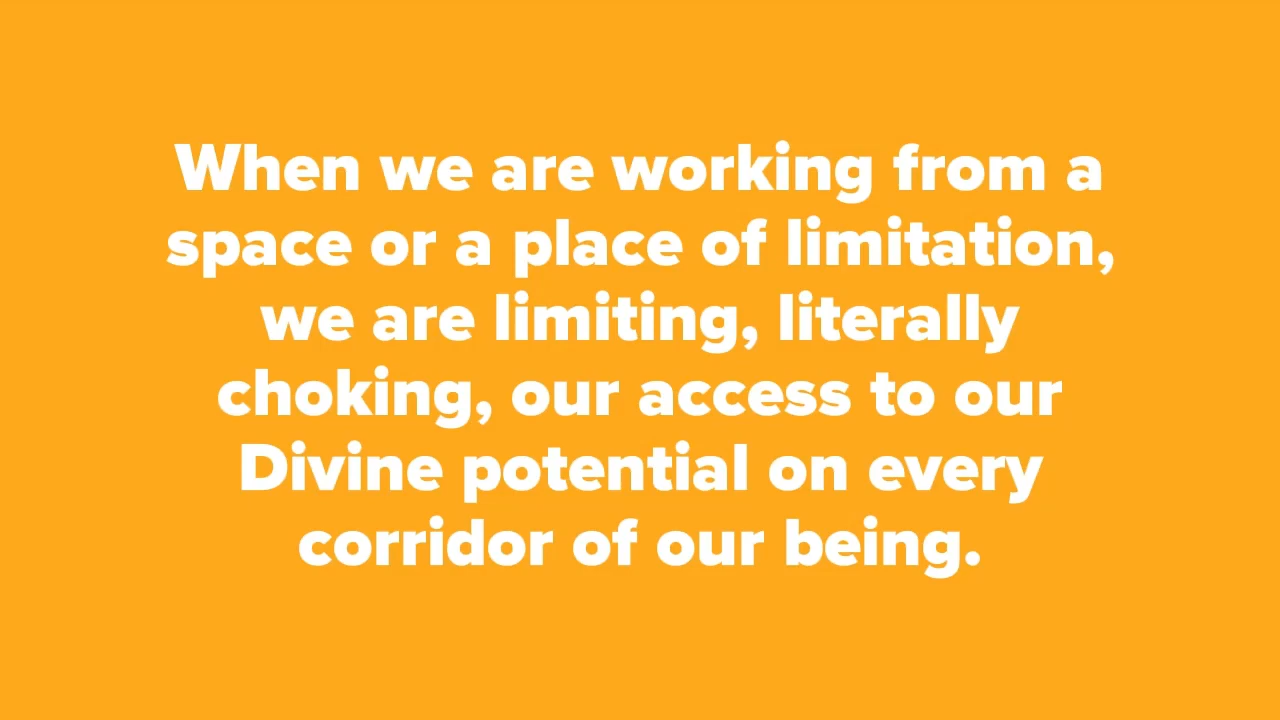 When we are working from a
space or a place of limitation,
we are limiting, literally
choking, our access to our
Divine potential on every
corridor of our being.